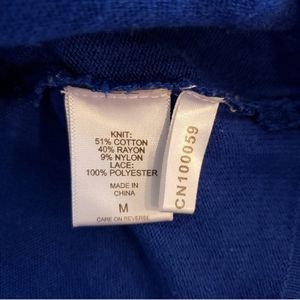 KNIT:
51% COTTON
40% RAYON
9% NYLON
LACE:
100% POLYESTER
MADE IN
CHINA
M
CARE ON REVERSE
CN100059